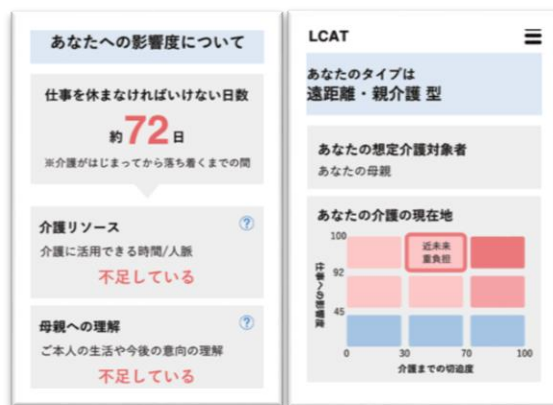 あなたへの影響度について
仕事を休まなければいけない日数
約72日
※介護がはじまってから落ち着くまでの間
介護リソース
?
介護に活用できる時間/人脈
不足している
母親への理解
?
ご本人の生活や今後の意向の理解
不足している
LCAT
あなたのタイプは
遠距離・親介護 型
あなたの想定介護対象者
あなたの母親
あなたの介護の現在地
仕事への影響度
100
92
45
近未来
重負担
0 30 70 100
介護までの切迫度